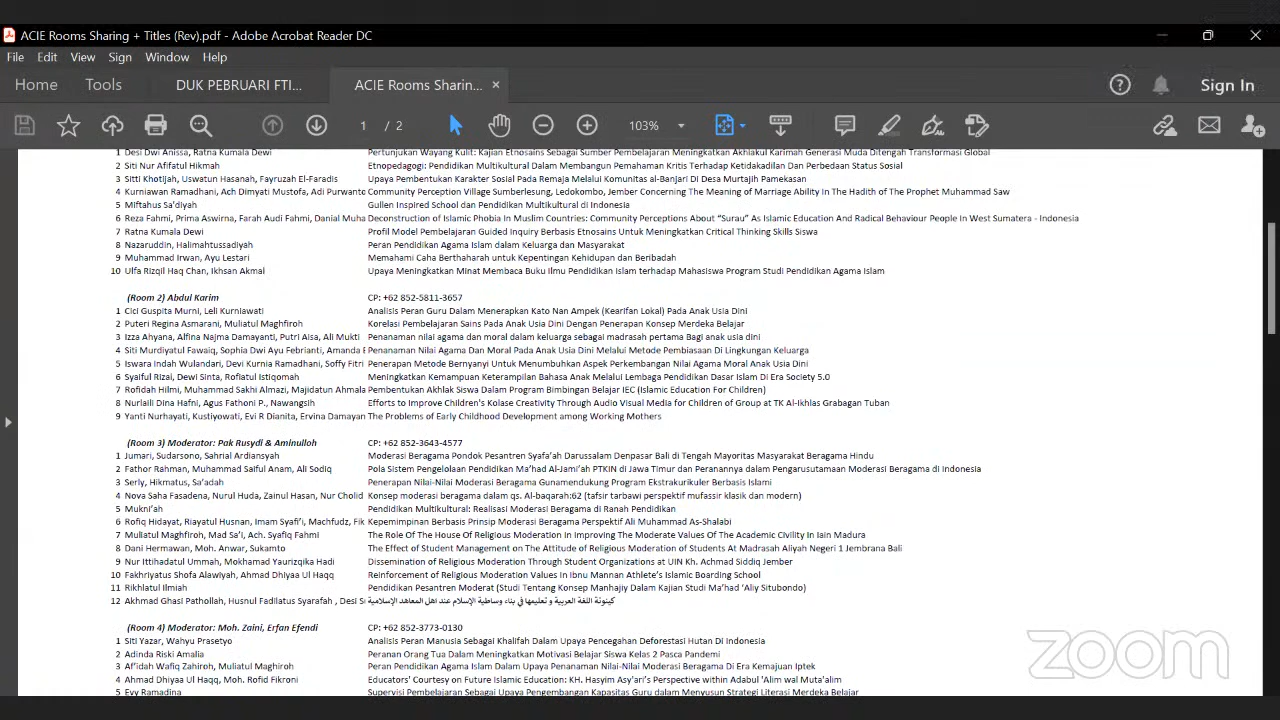 ACIE Rooms Sharing + Titles (Rev).pdf - Adobe Acrobat Reader DC
File Edit View Sign Window Help
Home Tools DUK PEBRUARI FTI... ACIE Rooms Sharin... × Sign In
1 / 2 103%
1 Desi Dwi Anissa, Ratna Kumala Dewi Pertunjukan Wayang Kulit: Kajian Etnosains Sebagai Sumber Pembelajaran Meningkatkan Akhlakul Karimah Generasi Muda Ditengah Transformasi Global
2 Siti Nur Afifatul Hikmah Etnopedagogi: Pendidikan Multikultural Dalam Membangun Pemahaman Kritis Terhadap Ketidakadilan Dan Perbedaan Status Sosial
3 Sitti Khotijah, Uswatun Hasanah, Fayruzah El-Faradis Upaya Pembentukan Karakter Sosial Pada Remaja Melalui Komunitas al-Banjari Di Desa Murtajih Pamekasan
4 Kurniawan Ramadhani, Ach Dimyati Mustofa, Adi Purwanto Community Perception Village Sumberlesung, Ledokombo, Jember Concerning The Meaning of Marriage Ability In The Hadith of The Prophet Muhammad Saw
5 Miftahus Sa'diyah Gullen Inspired School dan Pendidikan Multikultural di Indonesia
6 Reza Fahmi, Prima Aswirna, Farah Audi Fahmi, Danial Muha Deconstruction of Islamic Phobia In Muslim Countries: Community Perceptions About “Surau” As Islamic Education And Radical Behaviour People In West Sumatera - Indonesia
7 Ratna Kumala Dewi Profil Model Pembelajaran Guided Inquiry Berbasis Etnosains Untuk Meningkatkan Critical Thinking Skills Siswa
8 Nazaruddin, Halimahtussadiyah Peran Pendidikan Agama Islam dalam Keluarga dan Masyarakat
9 Muhammad Irwan, Ayu Lestari Memahami Caha Berthaharah untuk Kepentingan Kehidupan dan Beribadah
10 Ulfa Rizqil Haq Chan, Ikhsan Akmal Upaya Meningkatkan Minat Membaca Buku Ilmu Pendidikan Islam terhadap Mahasiswa Program Studi Pendidikan Agama Islam
(Room 2) Abdul Karim CP: +62 852-5811-3657
1 Cici Guspita Murni, Leli Kurniawati Analisis Peran Guru Dalam Menerapkan Kato Nan Ampek (Kearifan Lokal) Pada Anak Usia Dini
2 Puteri Regina Asmarani, Muliatul Maghfiroh Korelasi Pembelajaran Sains Pada Anak Usia Dini Dengan Penerapan Konsep Merdeka Belajar
3 Izza Ahyana, Alfina Najma Damayanti, Putri Aisa, Ali Mukti Penanaman nilai agama dan moral dalam keluarga sebagai madrasah pertama Bagi anak usia dini
4 Siti Murdiyatul Fawaiq, Sophia Dwi Ayu Febrianti, Amanda F Penanaman Nilai Agama Dan Moral Pada Anak Usia Dini Melalui Metode Pembiasaan Di Lingkungan Keluarga
5 Iswara Indah Wulandari, Devi Kurnia Ramadhani, Soffy Fitri Penerapan Metode Bernyanyi Untuk Menumbuhkan Aspek Perkembangan Nilai Agama Moral Anak Usia Dini
6 Syaiful Rizal, Dewi Sinta, Rofiatul Istiqomah Meningkatkan Kemampuan Keterampilan Bahasa Anak Melalui Lembaga Pendidikan Dasar Islam Di Era Society 5.0
7 Rofidah Hilmi, Muhammad Sakhi Almazi, Majidatun Ahmala Pembentukan Akhlak Siswa Dalam Program Bimbingan Belajar IEC (Islamic Education For Children)
8 Nurlaili Dina Hafni, Agus Fathoni P., Nawangsih Efforts to Improve Children's Kolase Creativity Through Audio Visual Media for Children of Group at TK Al-Ikhlas Grabagan Tuban
9 Yanti Nurhayati, Kustiyowati, Evi R Dianita, Ervina Damayan The Problems of Early Childhood Development among Working Mothers
(Room 3) Moderator: Pak Rusydi & Aminulloh CP: +62 852-3643-4577
1 Jumari, Sudarsono, Sahrial Ardiansyah Moderasi Beragama Pondok Pesantren Syafa’ah Darussalam Denpasar Bali di Tengah Mayoritas Masyarakat Beragama Hindu
2 Fathor Rahman, Muhammad Saiful Anam, Ali Sodiq Pola Sistem Pengelolaan Pendidikan Ma’had Al-Jami’ah PTKIN di Jawa Timur dan Peranannya dalam Pengarusutamaan Moderasi Beragama di Indonesia
3 Serly, Hikmatus, Sa’adah Penerapan Nilai-Nilai Moderasi Beragama Gunamendukung Program Ekstrakurikuler Berbasis Islami
4 Nova Saha Fasadena, Nurul Huda, Zainul Hasan, Nur Cholid Konsep moderasi beragama dalam qs. Al-baqarah:62 (tafsir tarbawi perspektif mufassir klasik dan modern)
5 Mukni’ah Pendidikan Multikultural: Realisasi Moderasi Beragama di Ranah Pendidikan
6 Rofiq Hidayat, Riayatul Husnan, Imam Syafi’i, Machfudz, Fik Kepemimpinan Berbasis Prinsip Moderasi Beragama Perspektif Ali Muhammad As-Shalabi
7 Muliatul Maghfiroh, Mad Sa’i, Ach. Syafiq Fahmi The Role Of The House Of Religious Moderation in Improving The Moderate Values Of The Academic Civility In Iain Madura
8 Dani Hermawan, Moh. Anwar, Sukamto The Effect of Student Management on The Attitude of Religious Moderation of Students At Madrasah Aliyah Negeri 1 Jembrana Bali
9 Nur Ittihadatul Ummah, Mokhamad Yaurizqika Hadi Dissemination of Religious Moderation Through Student Organizations at UIN Kh. Achmad Siddiq Jember
10 Fakhriyatus Shofa Alawiyah, Ahmad Dhiyaa Ul Haqq Reinforcement of Religious Moderation Values In Ibnu Mannan Athlete’s Islamic Boarding School
11 Rikhlatul Ilmiah Pendidikan Pesantren Moderat (Studi Tentang Konsep Manhajiy Dalam Kajian Studi Ma’had ‘Aliy Situbondo)
12 Akhmad Ghasi Pathollah, Husnul Fadilatus Syarafah , Desi Su كينونة اللغة العربية و تعليمها في بناء وساطية الإسلام عند اهل المعاهد الإسلامية
(Room 4) Moderator: Moh. Zaini, Erfan Efendi CP: +62 852-3773-0130
1 Siti Yazar, Wahyu Prasetyo Analisis Peran Manusia Sebagai Khalifah Dalam Upaya Pencegahan Deforestasi Hutan Di Indonesia
2 Adinda Riski Amalia Peranan Orang Tua Dalam Meningkatkan Motivasi Belajar Siswa Kelas 2 Pasca Pandemi
3 Af’idah Wafiq Zahiroh, Muliatul Maghiroh Peran Pendidikan Agama Islam Dalam Upaya Penanaman Nilai-Nilai Moderasi Beragama Di Era Kemajuan Iptek
4 Ahmad Dhiyaa Ul Haqq, Moh. Rofid Fikroni Educators' Courtesy on Future Islamic Education: KH. Hasyim Asy'ari's Perspective within Adabul 'Alim wal Muta'alim
5 Evy Ramadina Supervisi Pembelajaran Sebagai Upaya Pengembangan Kapasitas Guru dalam Menyusun Strategi Literasi Merdeka Belajar
zoom